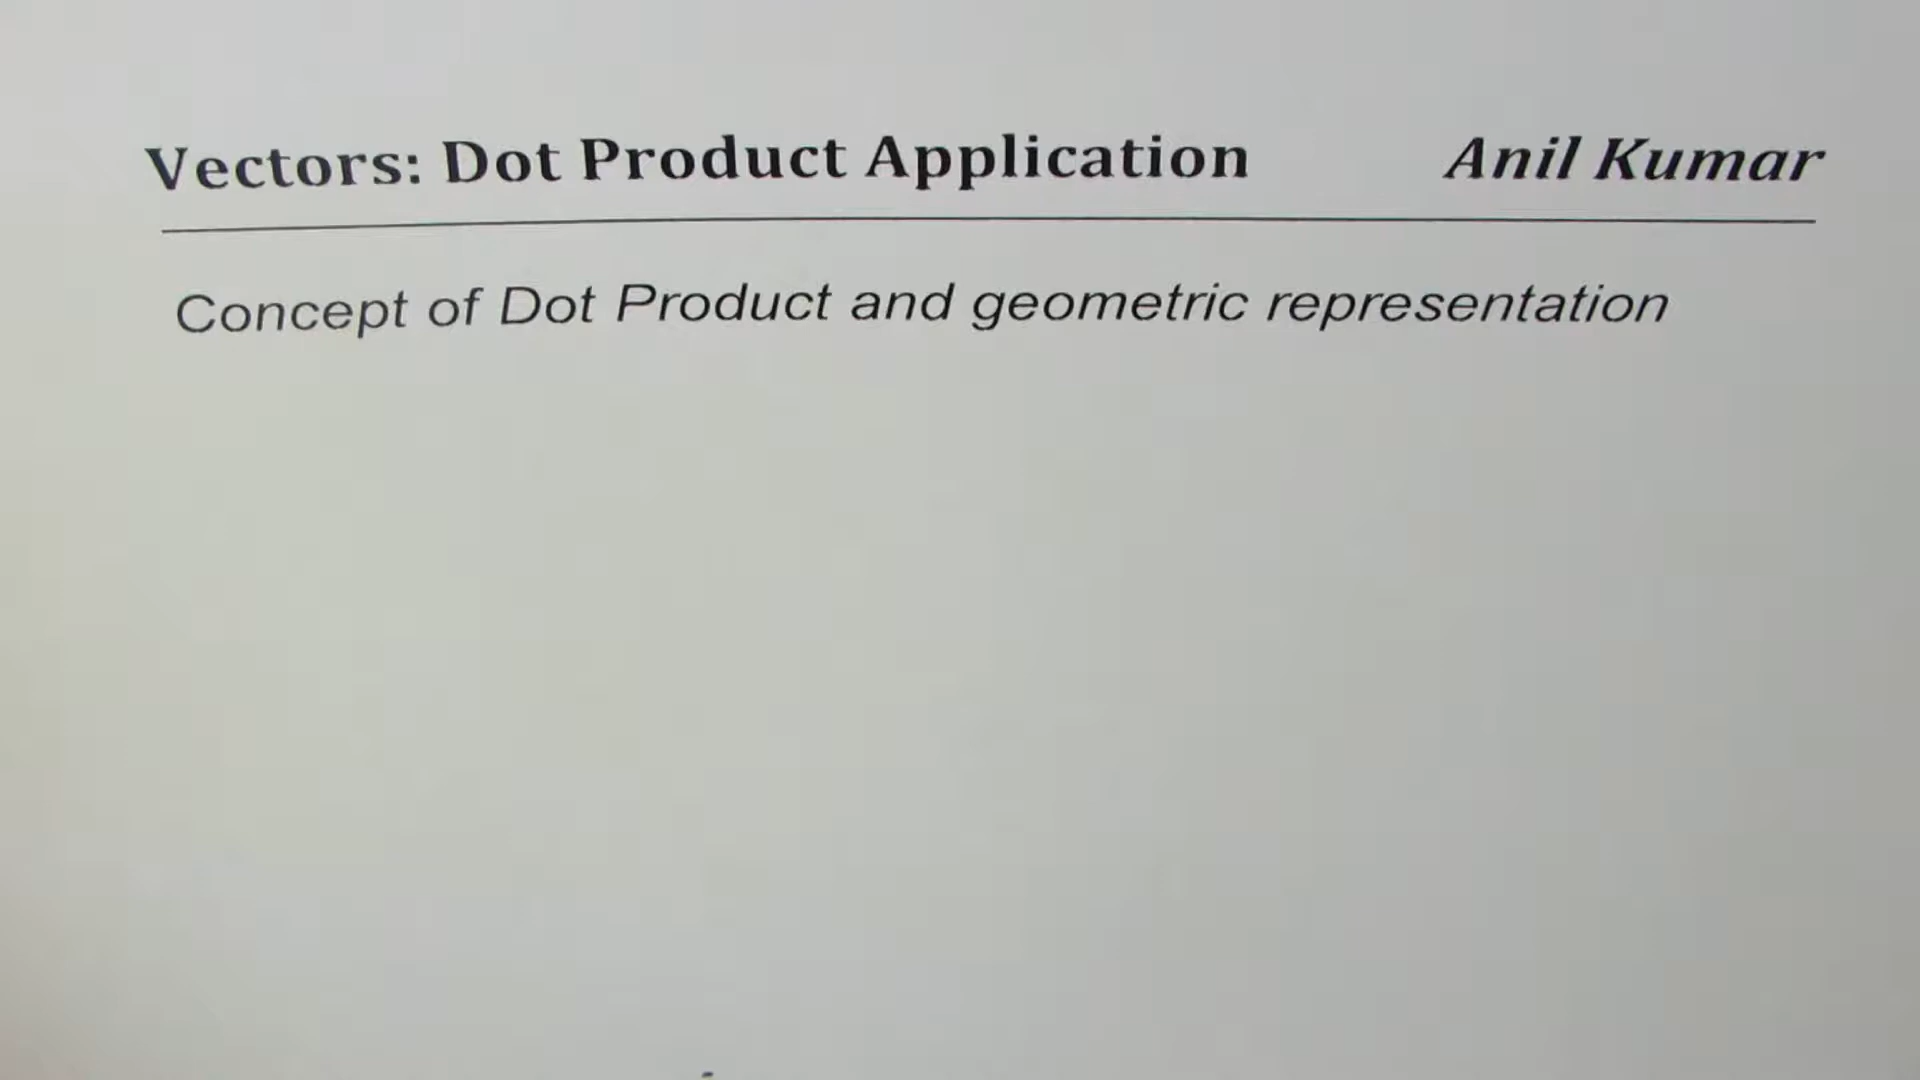 Vectors: Dot Product Application Anil Kumar
Concept of Dot Product and geometric representation